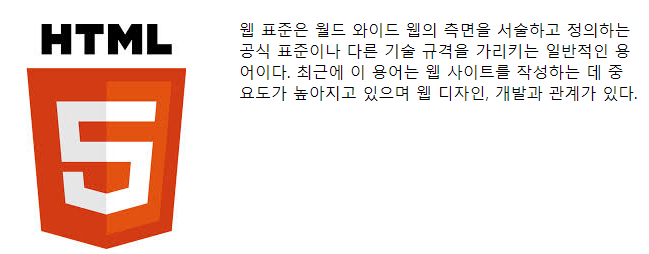 HTML
5
웹 표준은 월드 와이드 웹의 측면을 서술하고 정의하는
공식 표준이나 다른 기술 규격을 가리키는 일반적인 용
어이다. 최근에 이 용어는 웹 사이트를 작성하는 데 중
요도가 높아지고 있으며 웹 디자인, 개발과 관계가 있다.